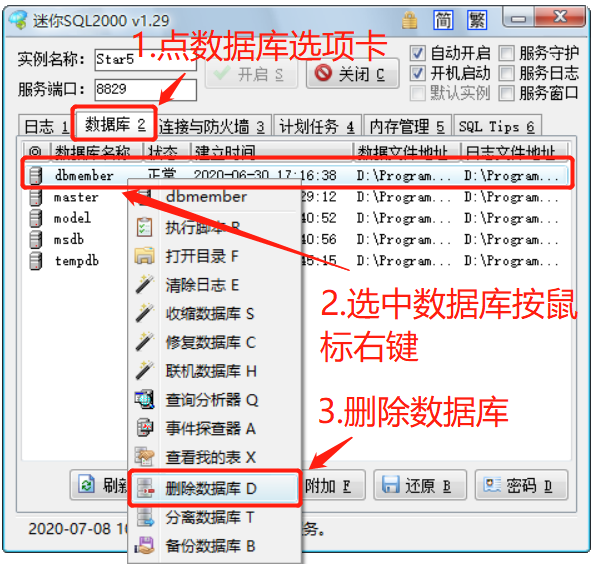 迷你SQL2000 v1.29
简 繁
实例名称: Star5
1.点数据库选项卡
自动开启 服务守护
服务端口: 8829
开启 S
关闭 C
开机启动 服务日志
默认实例 服务窗口
日志 1 数据库 2 连接与防火墙 3 计划任务 4 内存管理 5 SQL Tips 6
数据库名称 状态 建立时间 数据文件地址 日志文件地址
dbmember 正常 2020-06-30 17:16:38 D:\Program... D:\Program...
master 29:12 D:\Program... D:\Program...
model 40:52 D:\Program... D:\Program...
msdb 40:56 D:\Program... D:\Program...
tempdb 45:15 D:\Program... D:\Program...
dbmember
执行脚本 R
打开目录 F
清除日志 E
收缩数据库 S
修复数据库 C
联机数据库 H
查询分析器 Q
事件探查器 A
查看我的表 X
删除数据库 D
分离数据库 T
备份数据库 B
2.选中数据库按鼠
标右键
3.删除数据库
刷新
附加 F
还原 B
密码 D
2020-07-08 10
务。